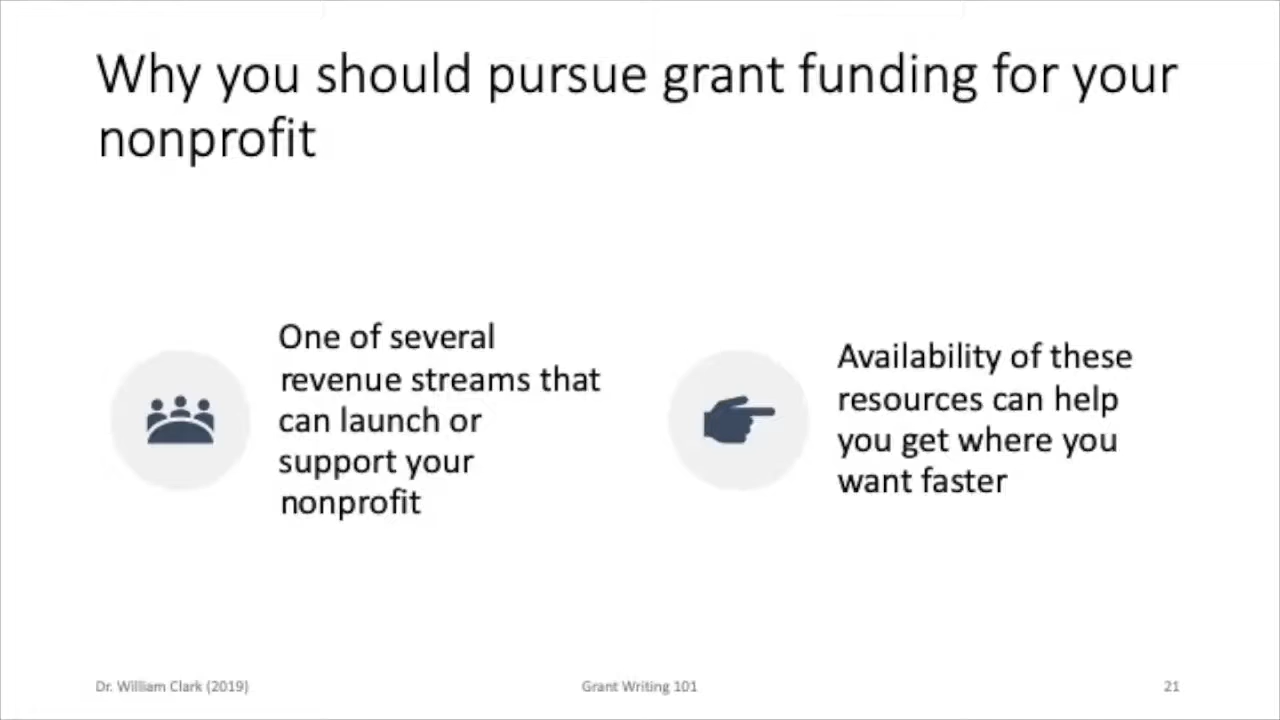 Why you should pursue grant funding for your
nonprofit
One of several
revenue streams that
can launch or
support your
nonprofit
Availability of these
resources can help
you get where you
want faster
Dr. William Clark (2019)
Grant Writing 101
21